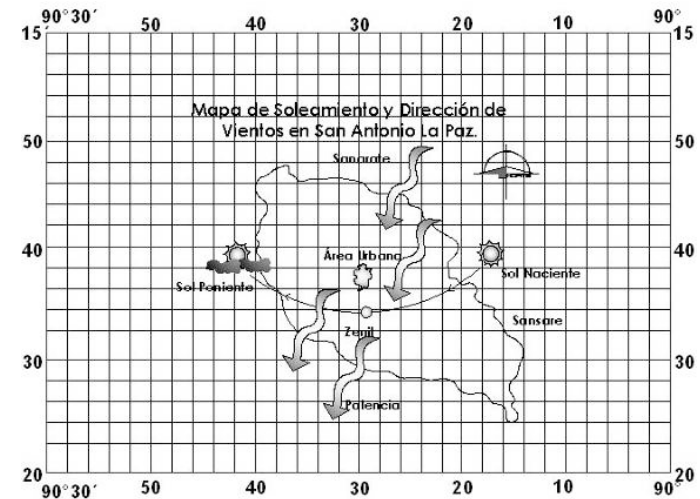 90°30′ 50 40 30 20 10 90°
15′ 15
Mapa de Soleamiento y Dirección de
Vientos en San Antonio La Paz.
50 50
Sanarate
40 40
Área Urbana
Sol Naciente
Sol Poniente
Sansare
Zenit
30 30
Palencia
20 20
90°30′ 50 40 30 20 10 90°